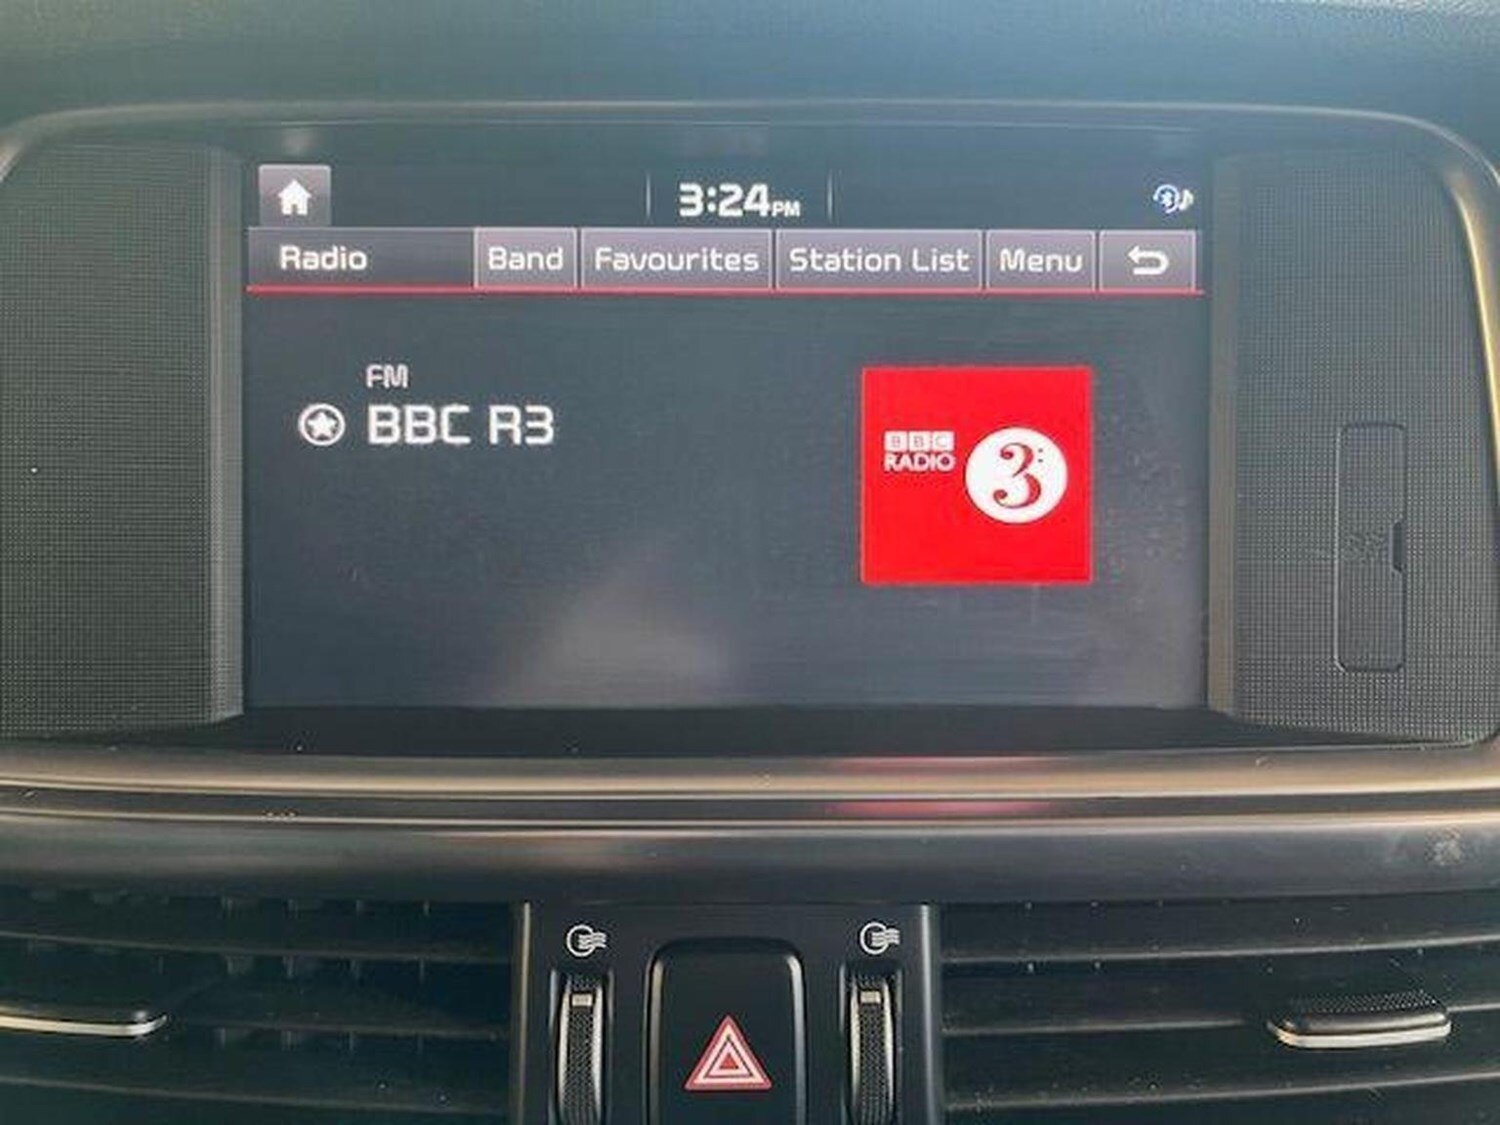 3:24PM
Radio Band Favourites Station List Menu
FM
BBC R3
BBC
RADIO 3